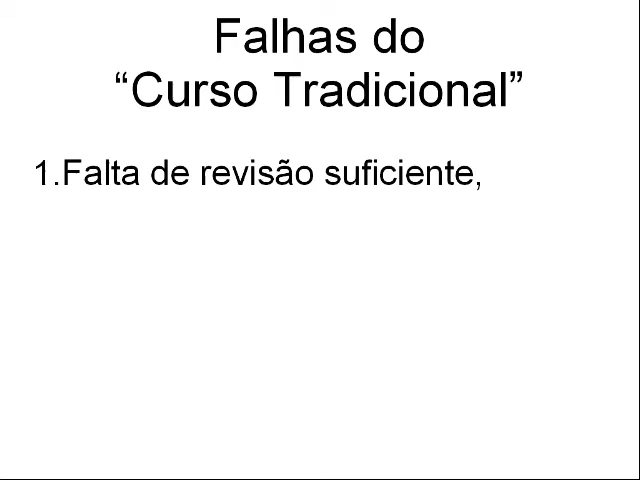 Falhas do
“Curso Tradicional”
1.Falta de revisão suficiente,